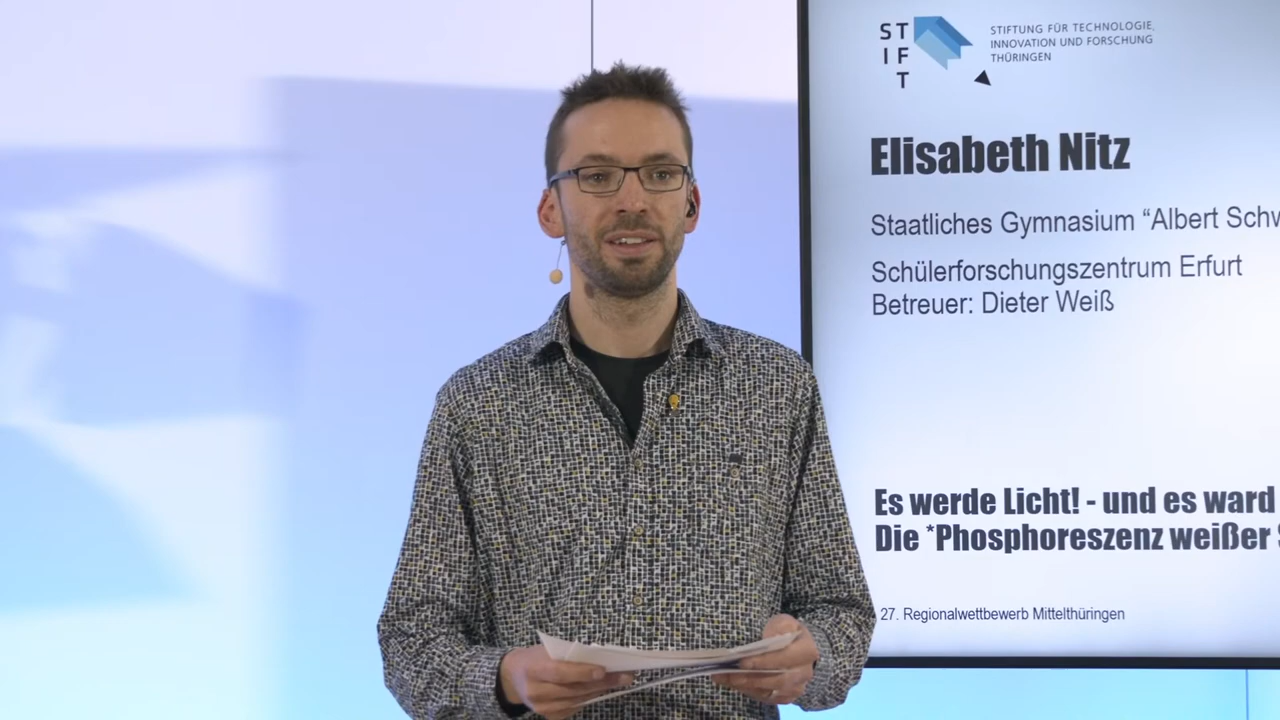 ST
IF
T
STIFTUNG FÜR TECHNOLOGIE,
INNOVATION UND FORSCHUNG
THÜRINGEN
Elisabeth Nitz
Staatliches Gymnasium “Albert
Schülerforschungszentrum Erfurt
Betreuer: Dieter Weiß
Es werde Licht! - und es ward
Die *Phosphoreszenz weißer
27. Regionalwettbewerb Mittelthüringen